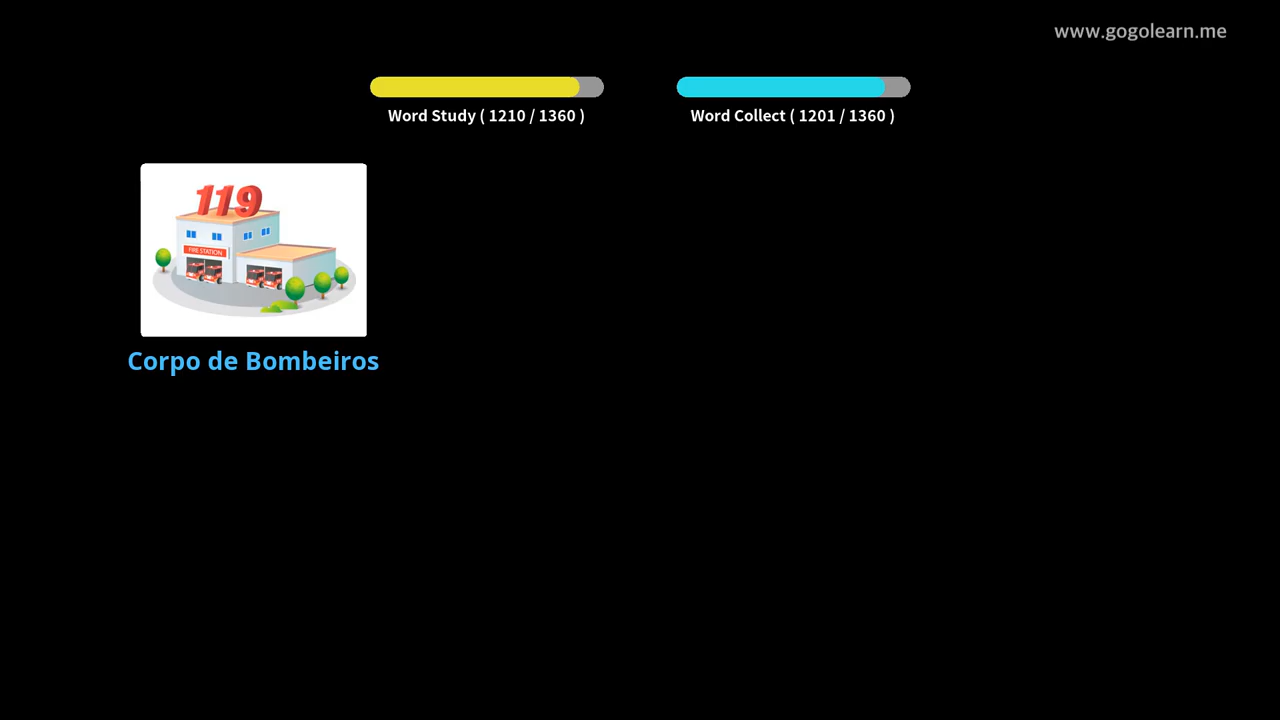 www.gogolearn.me
Word Study ( 1210 / 1360 )
Word Collect ( 1201 / 1360 )
119
FIRE STATION
Corpo de Bombeiros